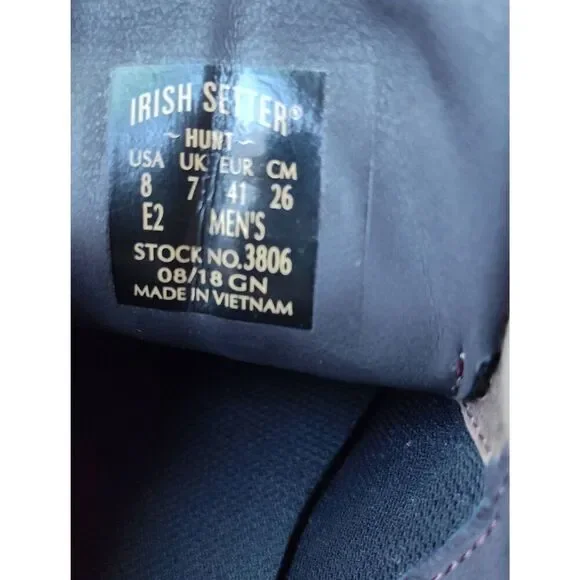 IRISH SETTER®
~HUNT~
USA UK EUR CM
8 7 41 26
E2 MEN'S
STOCK NO.3806
08/18 GN
MADE IN VIETNAM